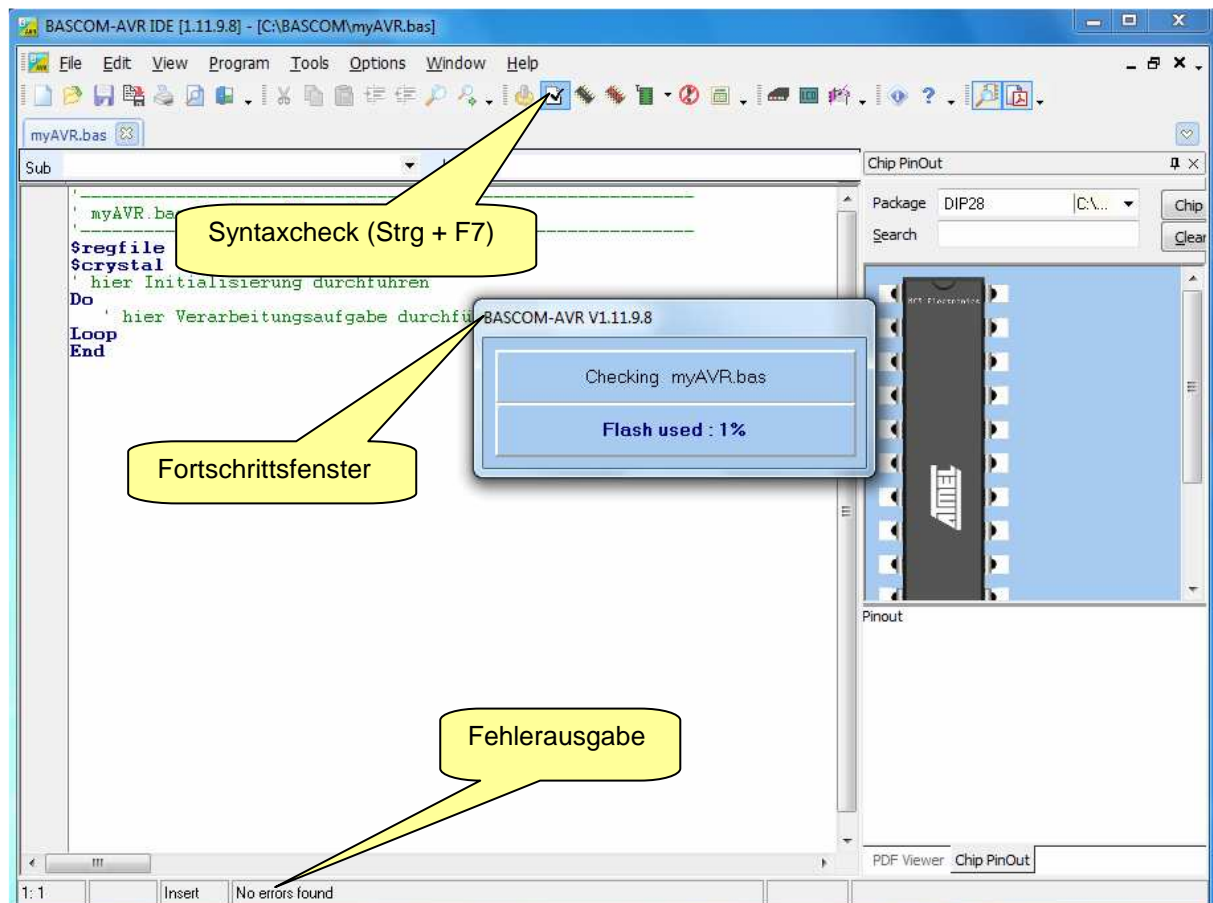 BASCOM-AVR IDE [1.11.9.8] - [C:\BASCOM\myAVR.bas]
File Edit View Program Tools Options Window Help
myAVR.bas
Sub
Chip PinOut
Package DIP28 C:\...
Chip
Search
Clear
' myAVR.ba
Syntaxcheck (Strg + F7)
$regfile
$crystal
' hier Initialisierung durchführen
Do
' hier Verarbeitungsaufgabe durchfü
Loop
End
BASCOM-AVR V1.11.9.8
Checking myAVR.bas
Flash used : 1%
Fortschrittsfenster
MCS Electronics
ATMEL
Pinout
Fehlerausgabe
PDF Viewer Chip PinOut
1: 1 Insert No errors found